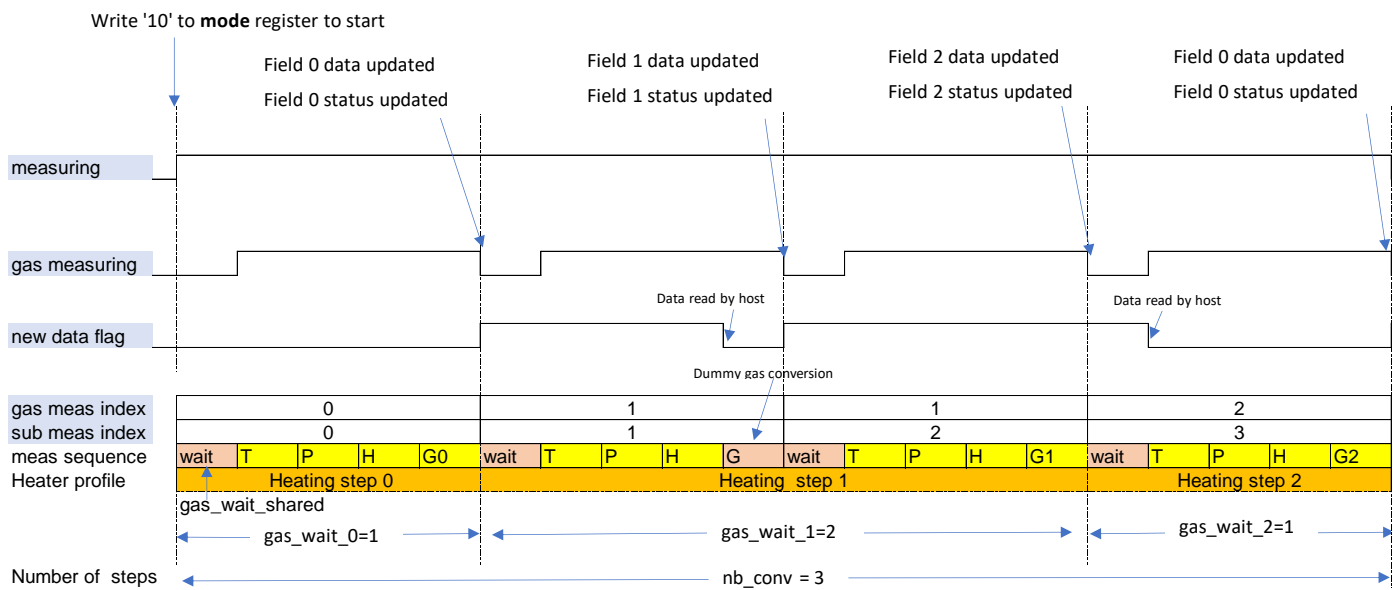 Write '10' to mode register to start
Field 0 data updated
Field 0 status updated
Field 1 data updated
Field 1 status updated
Field 2 data updated
Field 2 status updated
Field 0 data updated
Field 0 status updated
measuring
gas measuring
Data read by host
Data read by host
new data flag
Dummy gas conversion
gas meas index 0 1 1 2
sub meas index 0 1 2 3
meas sequence wait T P H G0 wait T P H G wait T P H G1 wait T P H G2
Heater profile Heating step 0 Heating step 1 Heating step 2
gas_wait_shared
gas_wait_0=1 gas_wait_1=2 gas_wait_2=1
Number of steps nb_conv = 3